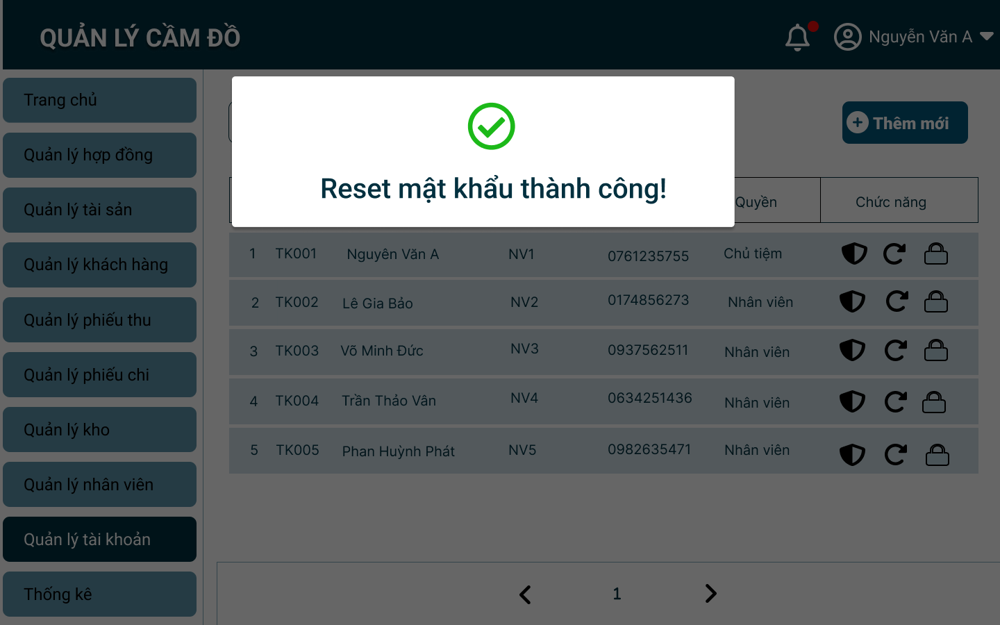 QUẢN LÝ CẦM ĐỒ
Nguyễn Văn A
Trang chủ
Quản lý hợp đồng
Quản lý tài sản
Quản lý khách hàng
Quản lý phiếu thu
Quản lý phiếu chi
Quản lý kho
Quản lý nhân viên
Quản lý tài khoản
Thống kê
Thêm mới
Reset mật khẩu thành công!
Quyền Chức năng
1 TK001 Nguyên Văn A NV1 0761235755 Chủ tiệm
2 TK002 Lê Gia Bảo NV2 0174856273 Nhân viên
3 TK003 Võ Minh Đức NV3 0937562511 Nhân viên
4 TK004 Trần Thảo Vân NV4 0634251436 Nhân viên
5 TK005 Phan Huỳnh Phát NV5 0982635471 Nhân viên
1